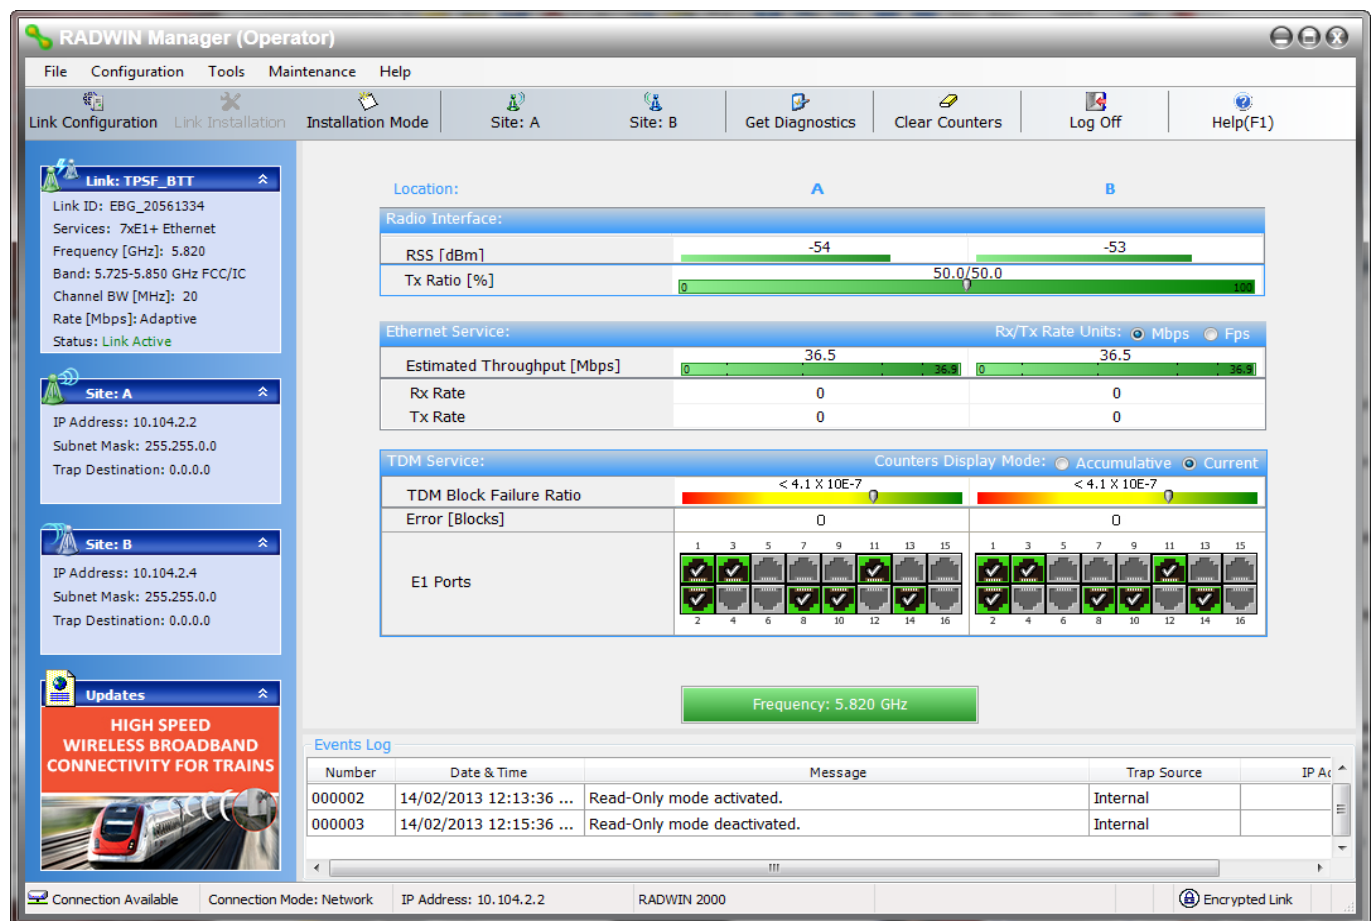 RADWIN Manager (Operator)
File Configuration Tools Maintenance Help
Link Configuration Link Installation Installation Mode Site: A Site: B Get Diagnostics Clear Counters Log Off Help(F1)
Link: TPSF_BTT
Link ID: EBG_20561334
Services: 7xE1+ Ethernet
Frequency [GHz]: 5.820
Band: 5.725-5.850 GHz FCC/IC
Channel BW [MHz]: 20
Rate [Mbps]: Adaptive
Status: Link Active
Site: A
IP Address: 10.104.2.2
Subnet Mask: 255.255.0.0
Trap Destination: 0.0.0.0
Site: B
IP Address: 10.104.2.4
Subnet Mask: 255.255.0.0
Trap Destination: 0.0.0.0
Updates
HIGH SPEED
WIRELESS BROADBAND
CONNECTIVITY FOR TRAINS
Location: A B
Radio Interface:
RSS [dBm] -54 -53
Tx Ratio [%] 50.0/50.0
0 100
Ethernet Service: Rx/Tx Rate Units: Mbps Fps
Estimated Throughput [Mbps] 36.5 36.5
0 36.9 0 36.9
Rx Rate 0 0
Tx Rate 0 0
TDM Service: Counters Display Mode: Accumulative Current
TDM Block Failure Ratio < 4.1 X 10E-7 < 4.1 X 10E-7
Error [Blocks] 0 0
1 3 5 7 9 11 13 15 1 3 5 7 9 11 13 15
E1 Ports
2 4 6 8 10 12 14 16 2 4 6 8 10 12 14 16
Frequency: 5.820 GHz
Events Log
Number Date & Time Message Trap Source IP Ac
000002 14/02/2013 12:13:36 ... Read-Only mode activated. Internal
000003 14/02/2013 12:15:36 ... Read-Only mode deactivated. Internal
Connection Available Connection Mode: Network IP Address: 10.104.2.2 RADWIN 2000 Encrypted Link